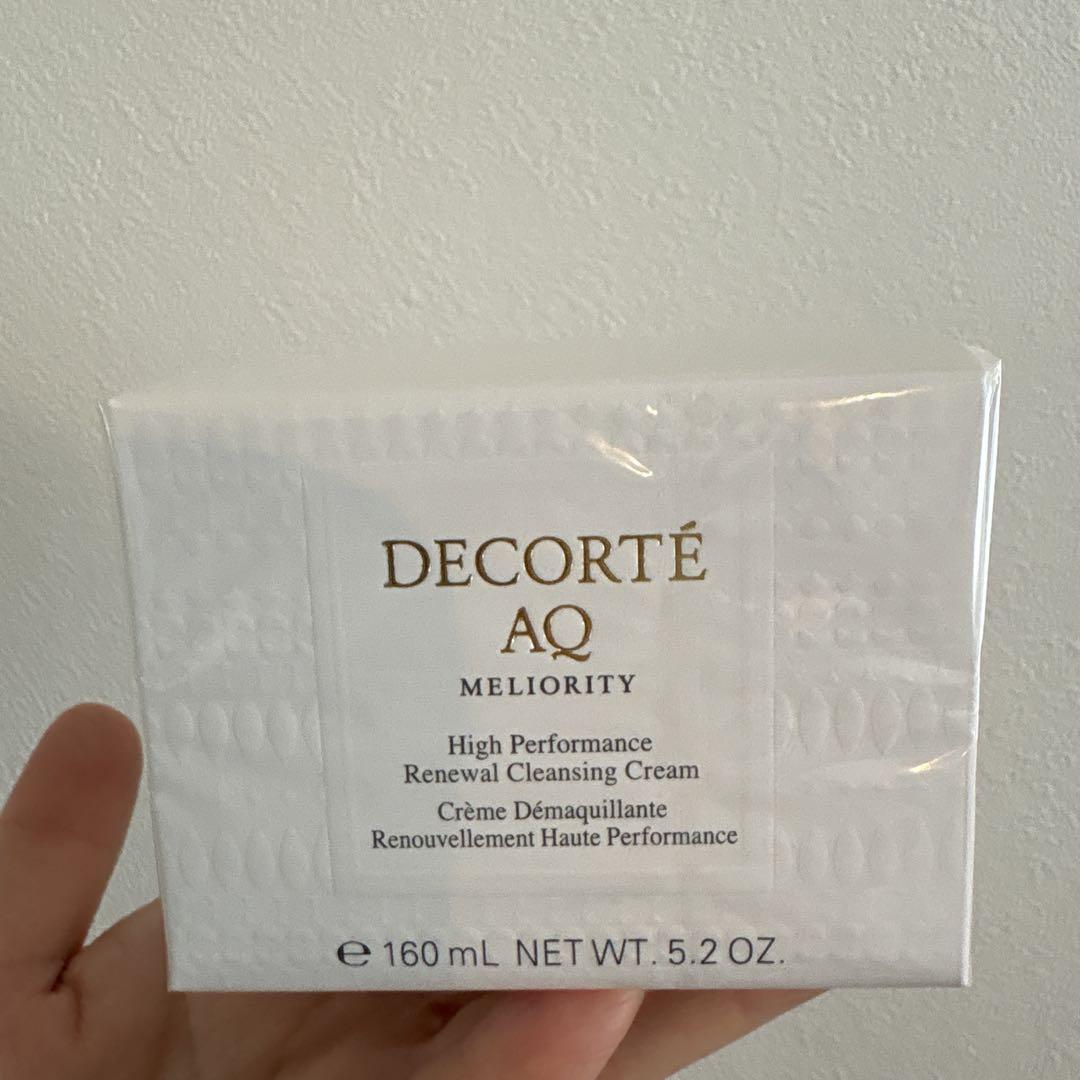 DECORTÉ
AQ
MELIORITY
High Performance
Renewal Cleansing Cream
Crème Démaquillante
Renouvellement Haute Performance
℮ 160 mL NET WT. 5.2 OZ.